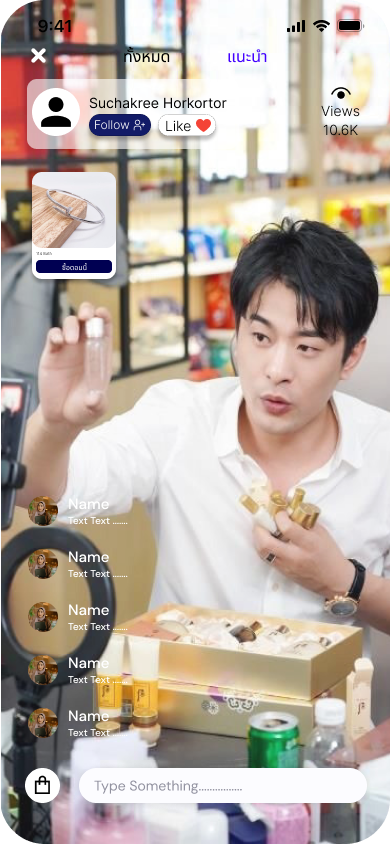 9:41
ทั้งหมด
แนะนำ
Suchakree Horkortor
Follow
Like
Views
10.6K
ซื้อตอนนี้
Name
Text Text .......
Name
Text Text .......
Name
Text Text .......
Name
Text Text .......
Name
Text Text .......
Type Something................